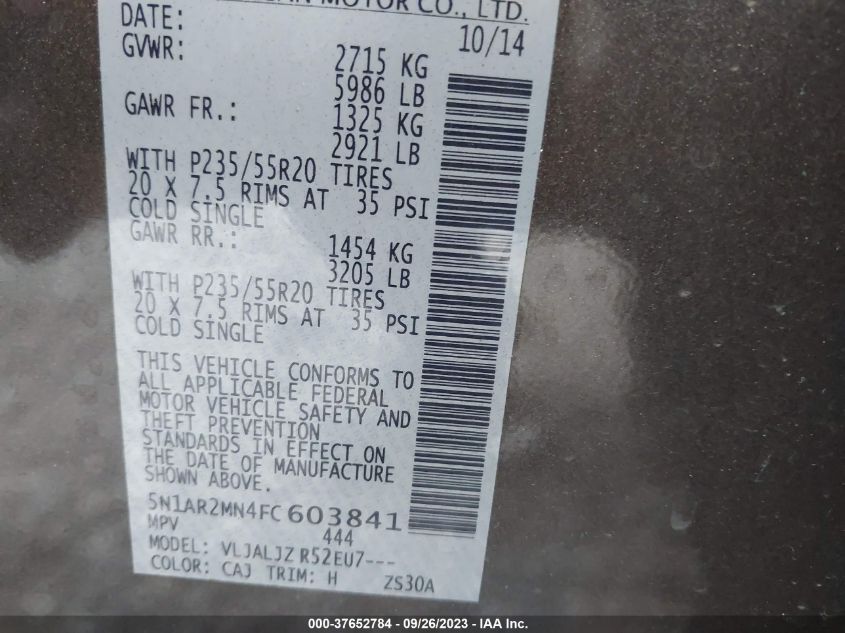 MOTOR CO., LTD.
DATE: 10/14
GVWR: 2715 KG
5986 LB
GAWR FR.: 1325 KG
2921 LB
WITH P235/55R20 TIRES
20 X 7.5 RIMS AT 35 PSI
COLD SINGLE
GAWR RR.: 1454 KG
3205 LB
WITH P235/55R20 TIRES
20 X 7.5 RIMS AT 35 PSI
COLD SINGLE
THIS VEHICLE CONFORMS TO
ALL APPLICABLE FEDERAL
MOTOR VEHICLE SAFETY AND
THEFT PREVENTION
STANDARDS IN EFFECT ON
THE DATE OF MANUFACTURE
SHOWN ABOVE.
5N1AR2MN4FC603841
MPV 444
MODEL: VLJALJZ R52EU7---
COLOR: CAJ TRIM: H ZS30A
000-37652784 - 09/26/2023 - IAA Inc.